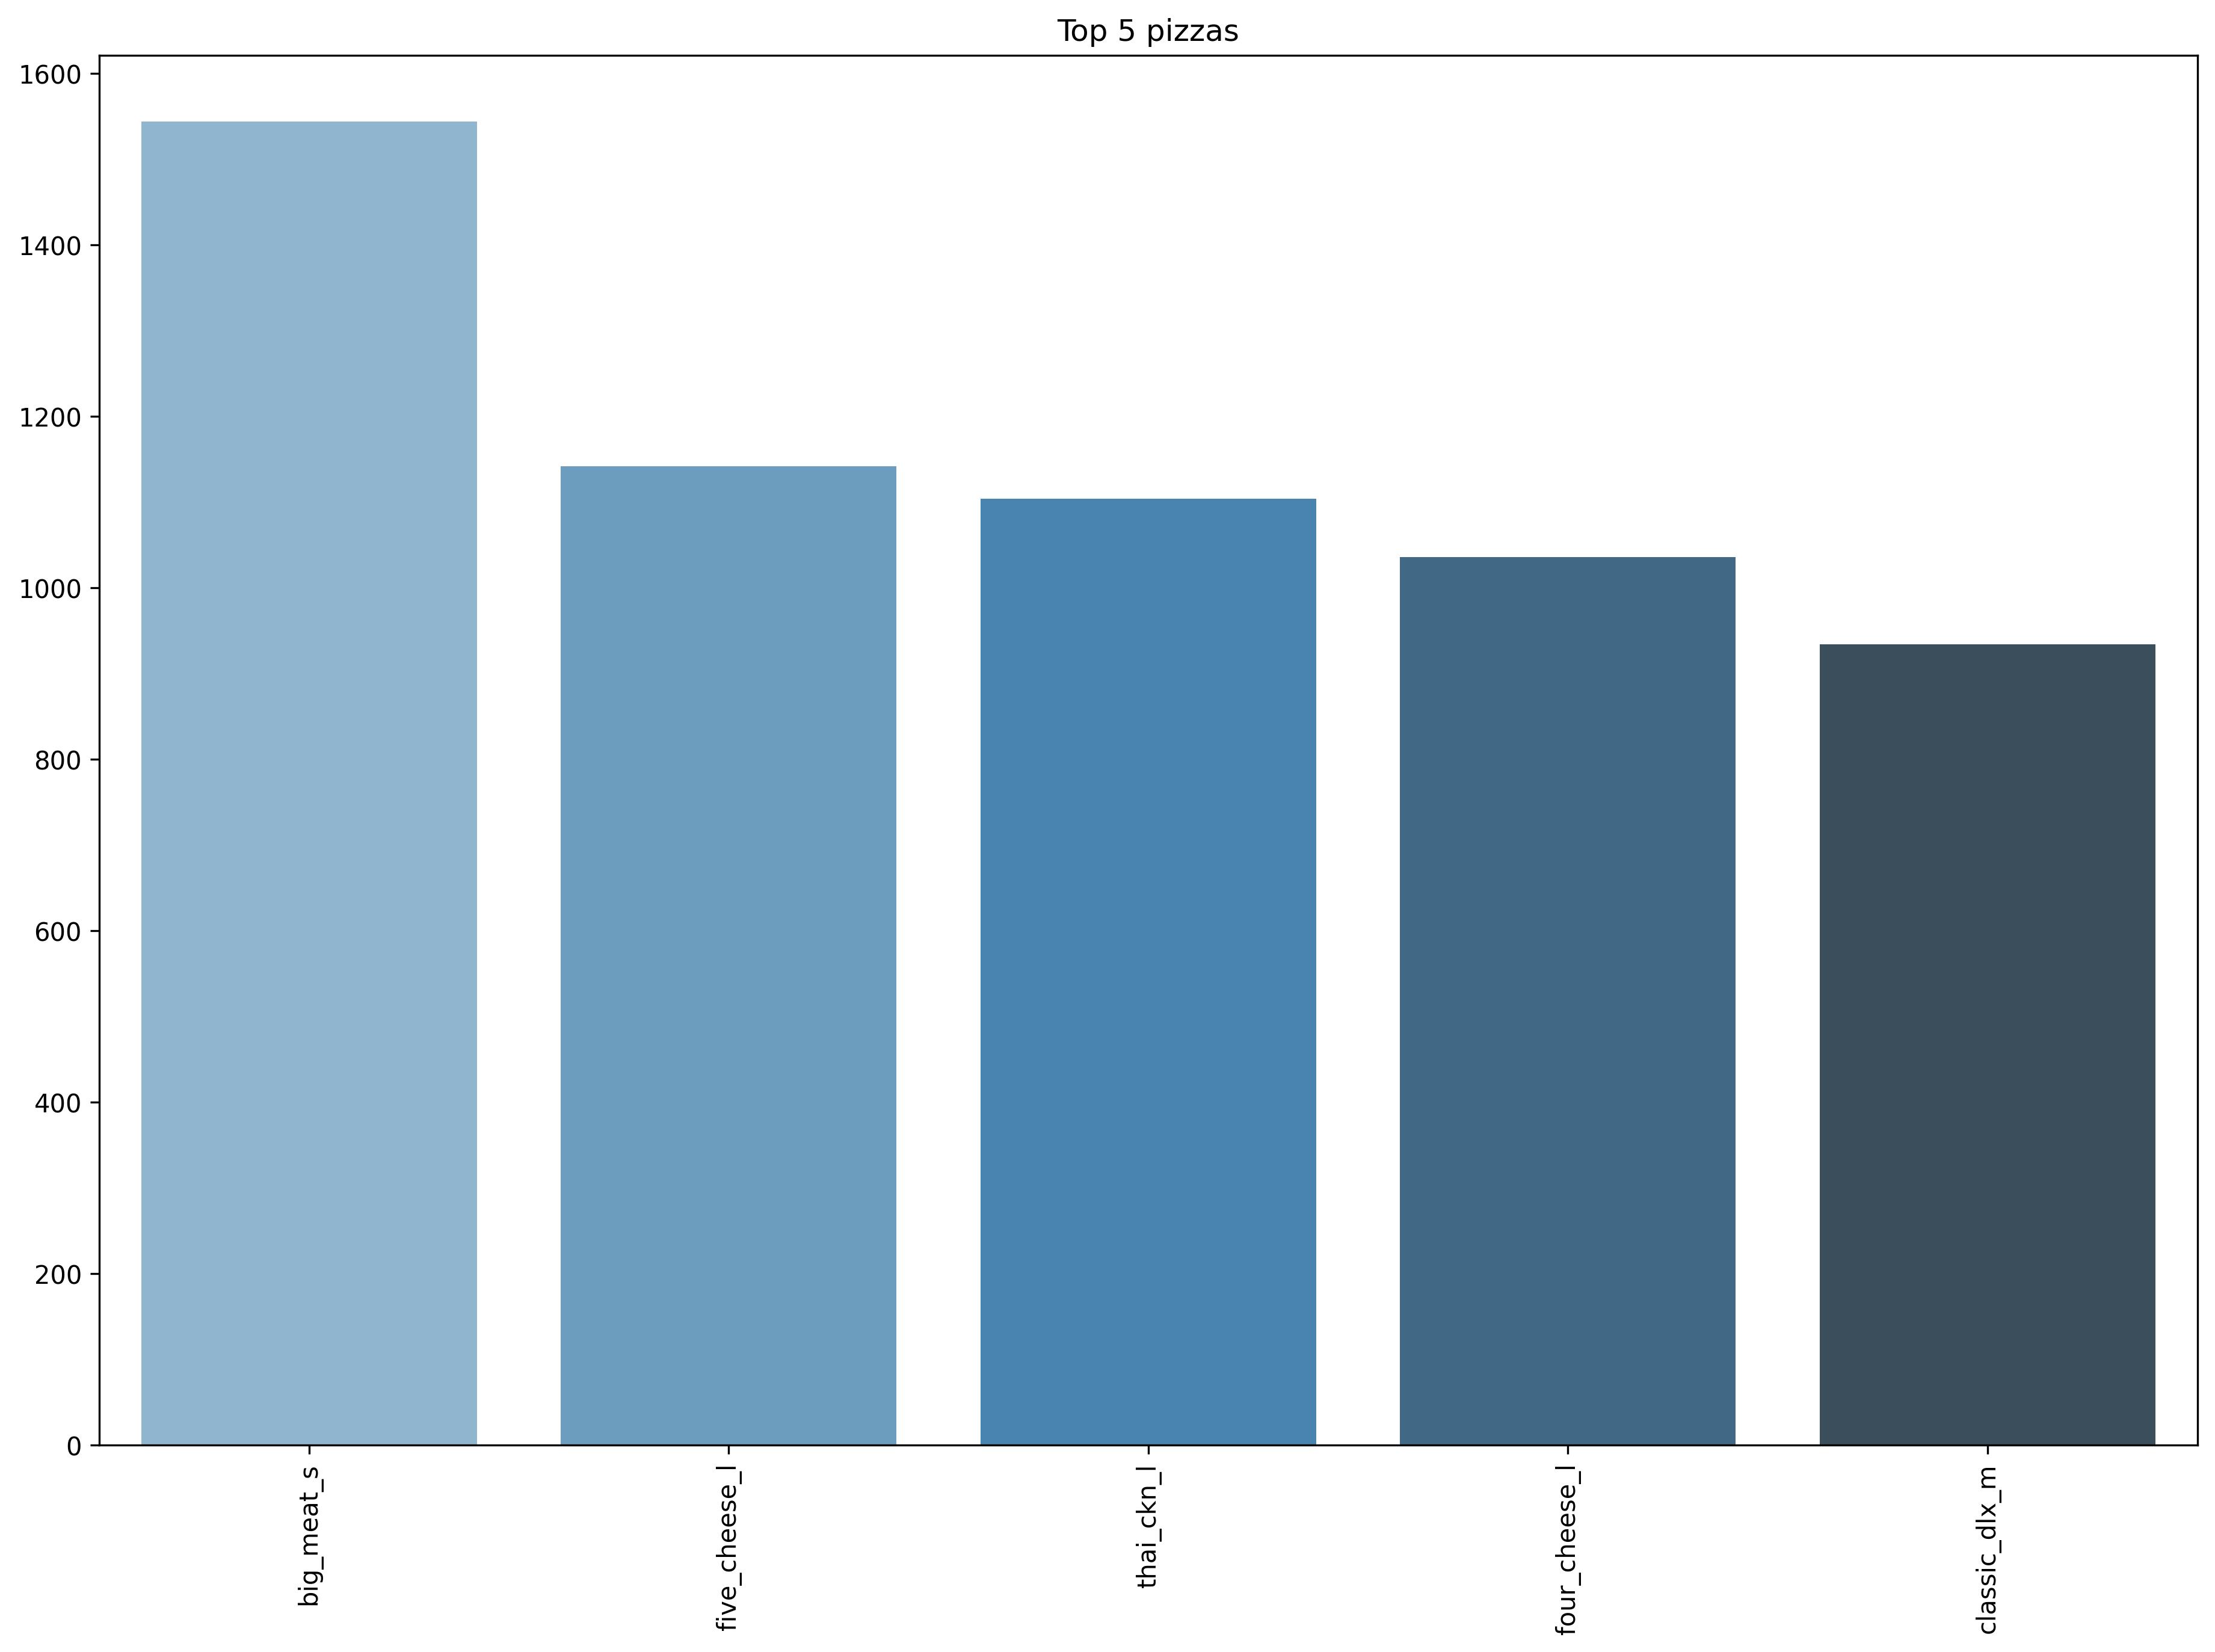 Top 5 pizzas
1600
1400
1200
1000
800
600
400
200
0
big_meat_s
five_cheese_l
thai_ckn_l
four_cheese_l
classic_dlx_m